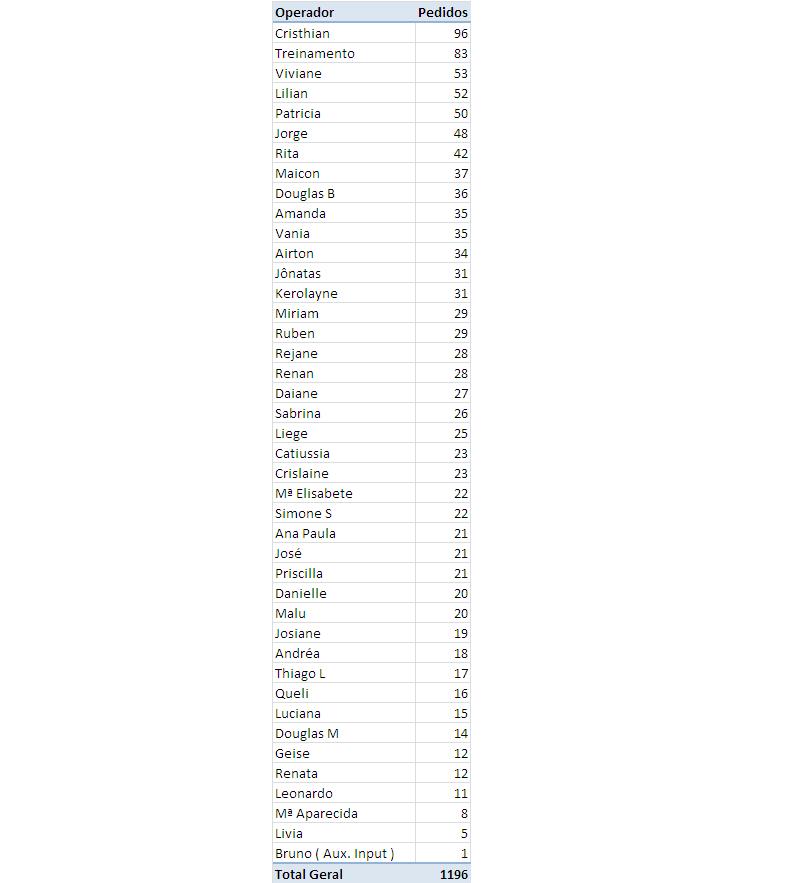 Operador Pedidos
Cristhian 96
Treinamento 83
Viviane 53
Lilian 52
Patricia 50
Jorge 48
Rita 42
Maicon 37
Douglas B 36
Amanda 35
Vania 35
Airton 34
Jônatas 31
Kerolayne 31
Miriam 29
Ruben 29
Rejane 28
Renan 28
Daiane 27
Sabrina 26
Liege 25
Catiussia 23
Crislaine 23
Mª Elisabete 22
Simone S 22
Ana Paula 21
José 21
Priscilla 21
Danielle 20
Malu 20
Josiane 19
Andréa 18
Thiago L 17
Queli 16
Luciana 15
Douglas M 14
Geise 12
Renata 12
Leonardo 11
Mª Aparecida 8
Livia 5
Bruno ( Aux. Input ) 1
Total Geral 1196